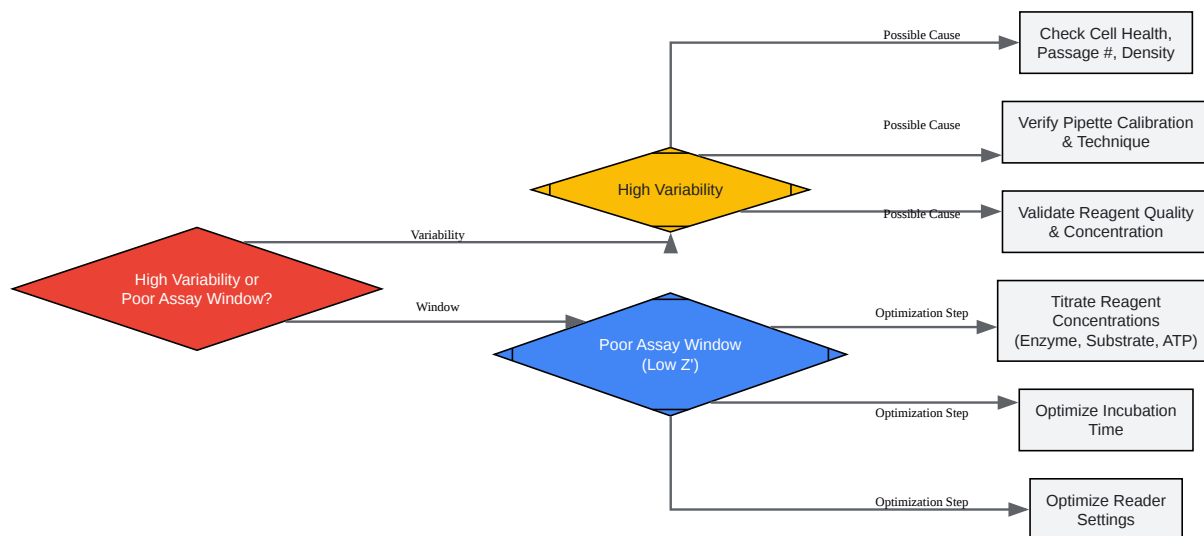 High Variability or
Poor Assay Window?
Variability
Window
High Variability
Possible Cause
Check Cell Health,
Passage #, Density
Possible Cause
Verify Pipette Calibration
& Technique
Possible Cause
Validate Reagent Quality
& Concentration
Poor Assay Window
(Low Z')
Optimization Step
Titrate Reagent
Concentrations
(Enzyme, Substrate, ATP)
Optimization Step
Optimize Incubation
Time
Optimization Step
Optimize Reader
Settings